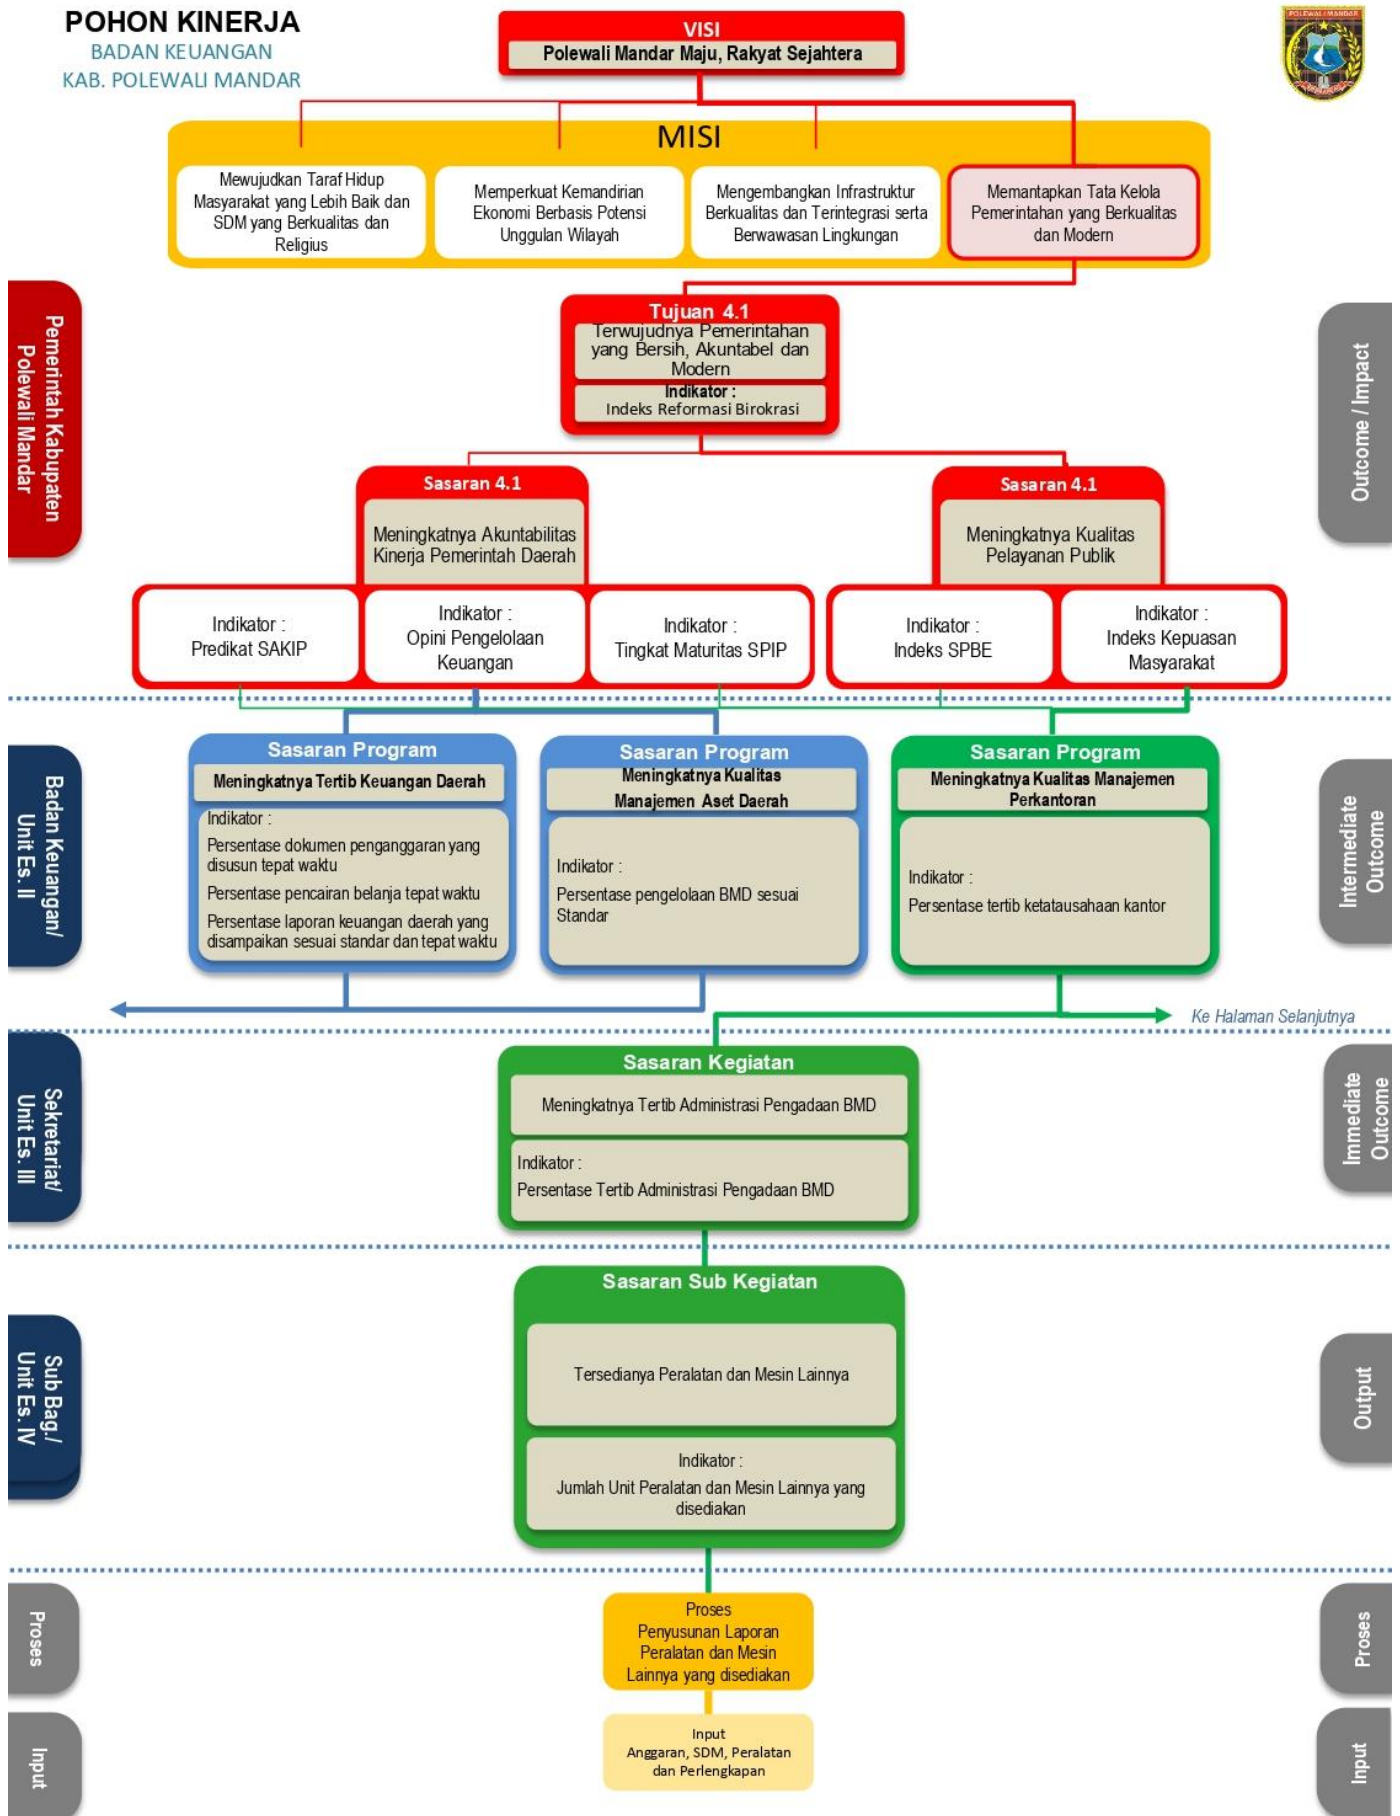 POHON KINERJA
BADAN KEUANGAN
KAB. POLEWALI MANDAR
VISI
Polewali Mandar Maju, Rakyat Sejahtera
POLEWALI MANDAR
MISI
Mewujudkan Taraf Hidup
Masyarakat yang Lebih Baik dan
SDM yang Berkualitas dan
Religius
Memperkuat Kemandirian
Ekonomi Berbasis Potensi
Unggulan Wilayah
Mengembangkan Infrastruktur
Berkualitas dan Terintegrasi serta
Berwawasan Lingkungan
Memantapkan Tata Kelola
Pemerintahan yang Berkualitas
dan Modern
Pemerintah Kabupaten
Polewali Mandar
Tujuan 4.1
Terwujudnya Pemerintahan
yang Bersih, Akuntabel dan
Modern
Indikator :
Indeks Reformasi Birokrasi
Outcome / Impact
Sasaran 4.1
Meningkatnya Akuntabilitas
Kinerja Pemerintah Daerah
Sasaran 4.1
Meningkatnya Kualitas
Pelayanan Publik
Indikator :
Predikat SAKIP
Indikator :
Opini Pengelolaan
Keuangan
Indikator :
Tingkat Maturitas SPIP
Indikator :
Indeks SPBE
Indikator :
Indeks Kepuasan
Masyarakat
Badan Keuangan/
Unit Es. II
Sasaran Program
Meningkatnya Tertib Keuangan Daerah
Indikator :
Persentase dokumen penganggaran yang
disusun tepat waktu
Persentase pencairan belanja tepat waktu
Persentase laporan keuangan daerah yang
disampaikan sesuai standar dan tepat waktu
Sasaran Program
Meningkatnya Kualitas
Manajemen Aset Daerah
Indikator :
Persentase pengelolaan BMD sesuai
Standar
Sasaran Program
Meningkatnya Kualitas Manajemen
Perkantoran
Indikator :
Persentase tertib ketatausahaan kantor
Intermediate
Outcome
Ke Halaman Selanjutnya
Sekretariat/
Unit Es. III
Sasaran Kegiatan
Meningkatnya Tertib Administrasi Pengadaan BMD
Indikator :
Persentase Tertib Administrasi Pengadaan BMD
Immediate
Outcome
Sub Bag./
Unit Es. IV
Sasaran Sub Kegiatan
Tersedianya Peralatan dan Mesin Lainnya
Indikator :
Jumlah Unit Peralatan dan Mesin Lainnya yang
disediakan
Output
Proses
Proses
Penyusunan Laporan
Peralatan dan Mesin
Lainnya yang disediakan
Proses
Input
Input
Anggaran, SDM, Peralatan
dan Perlengkapan
Input